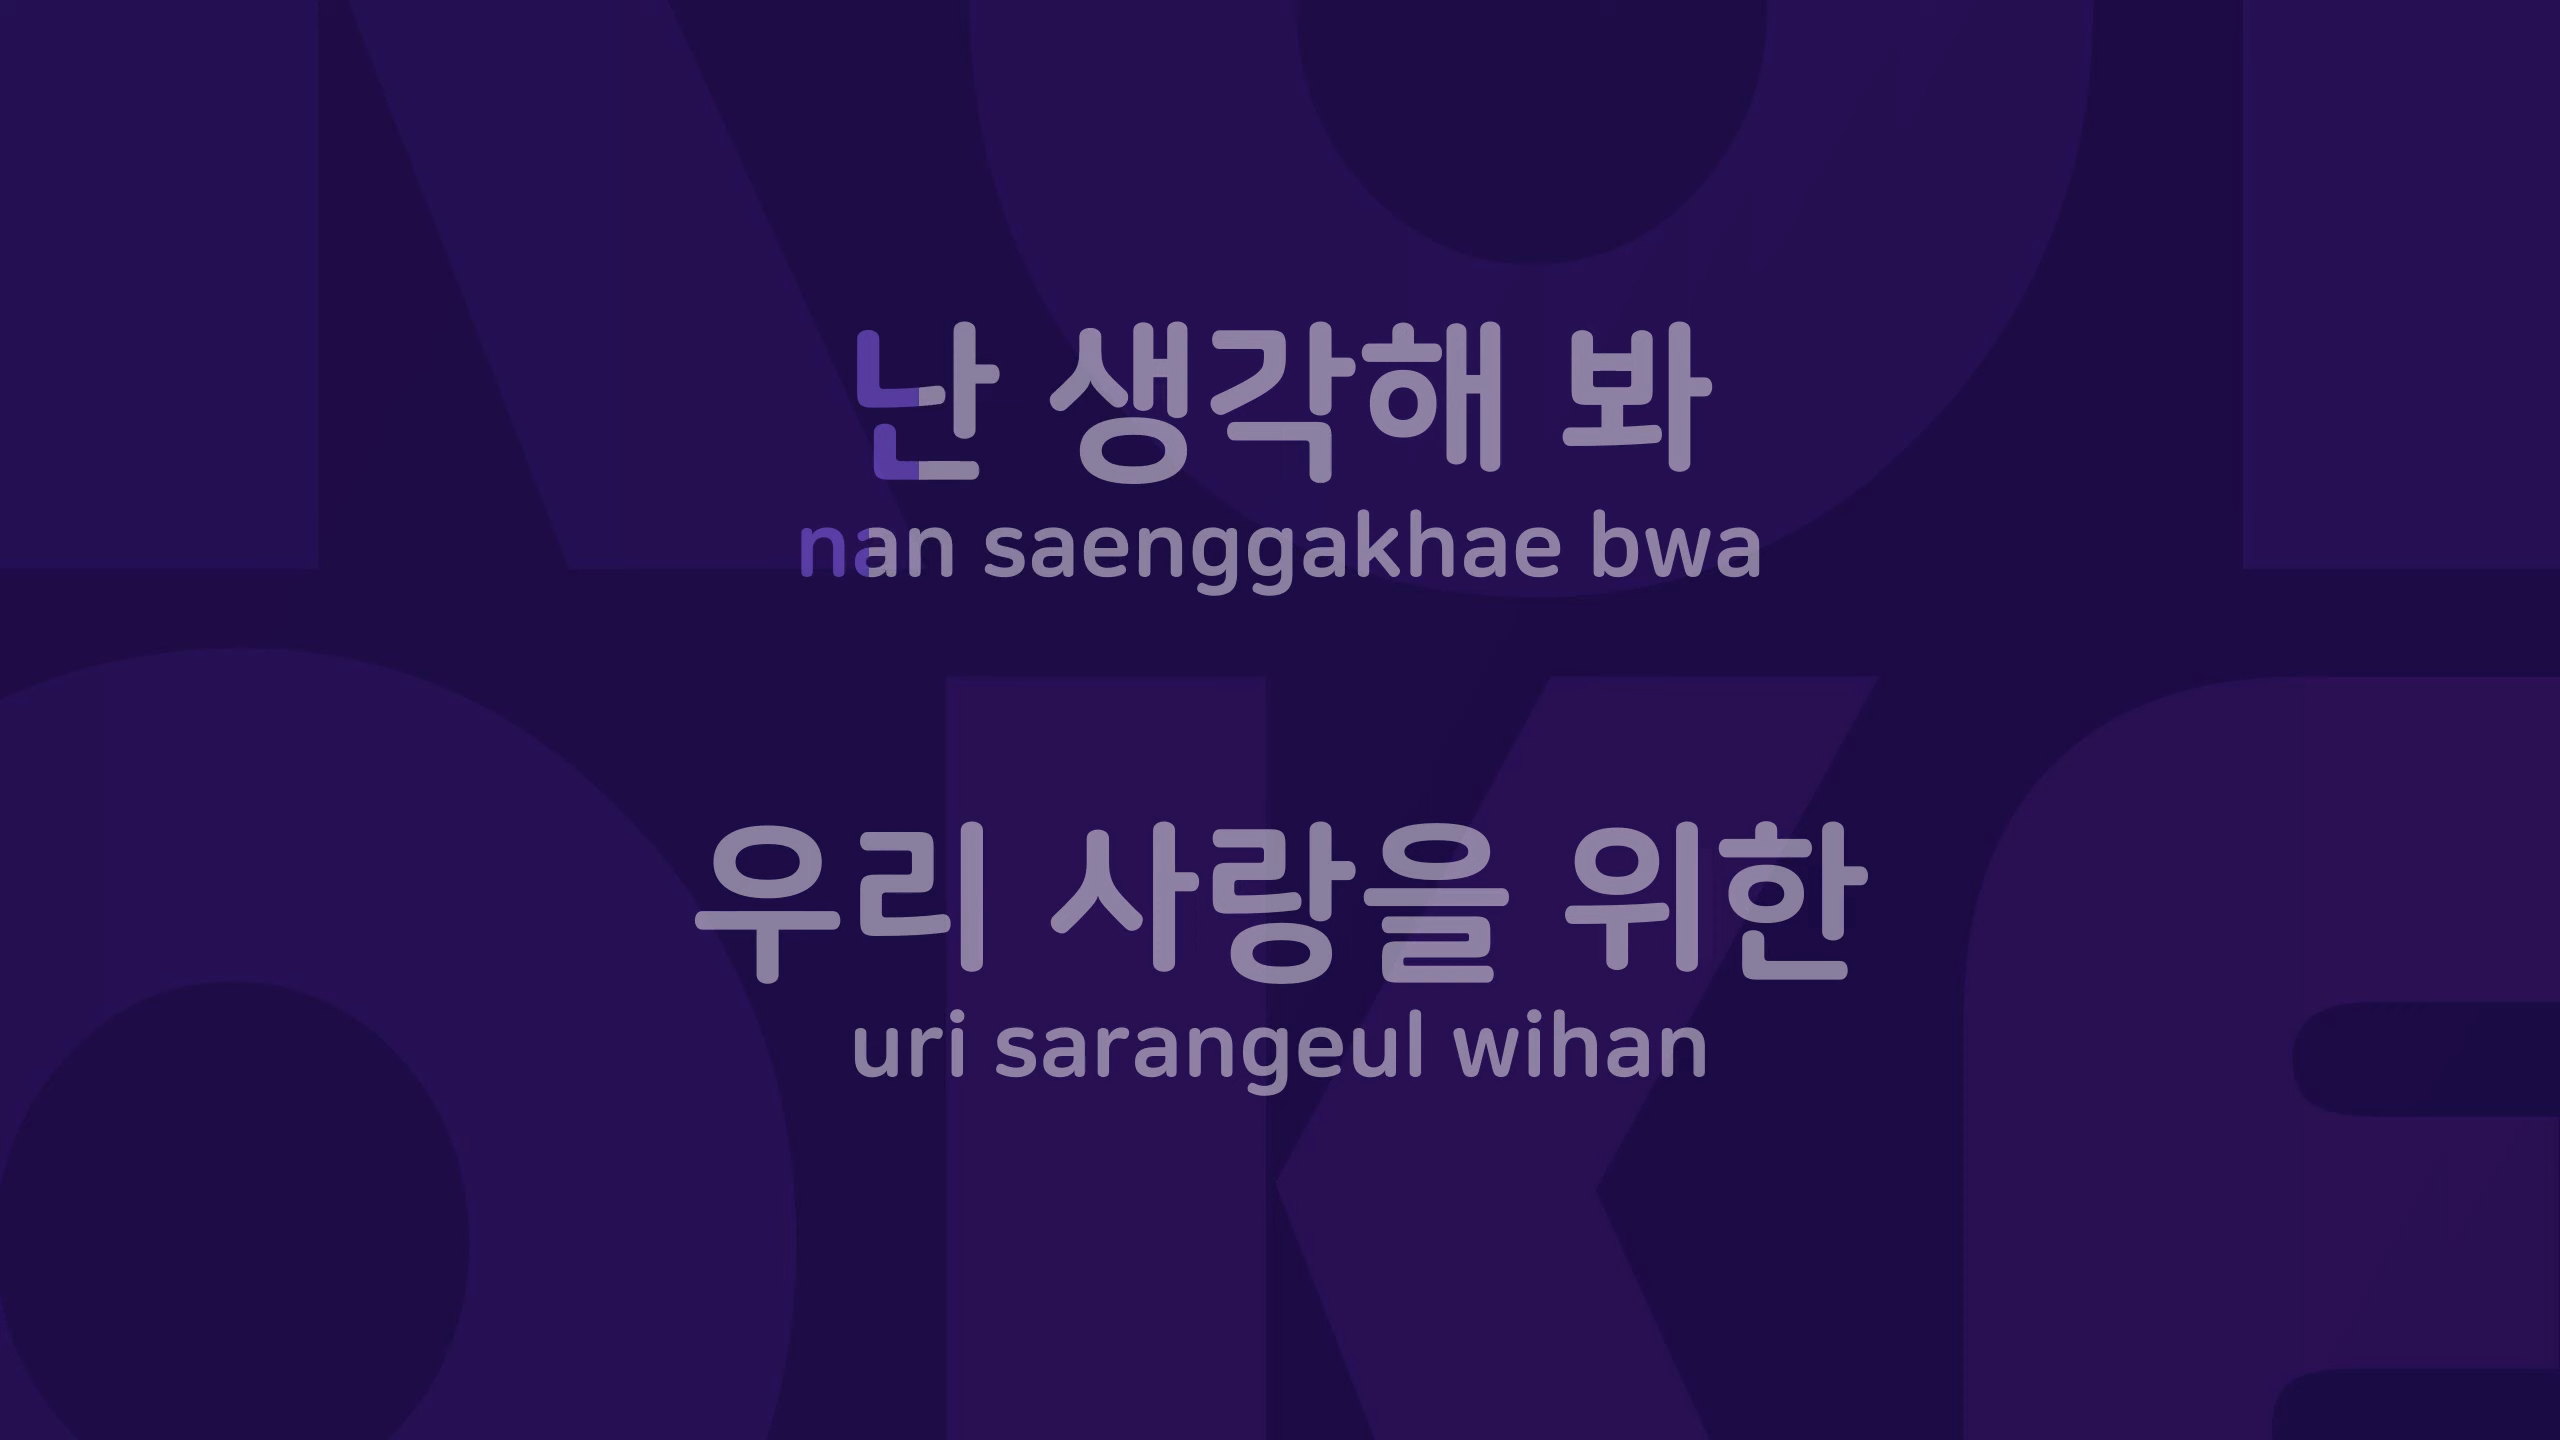 난 생각해 봐
nan saenggakhae bwa
우리 사랑을 위한
uri sarangeul wihan